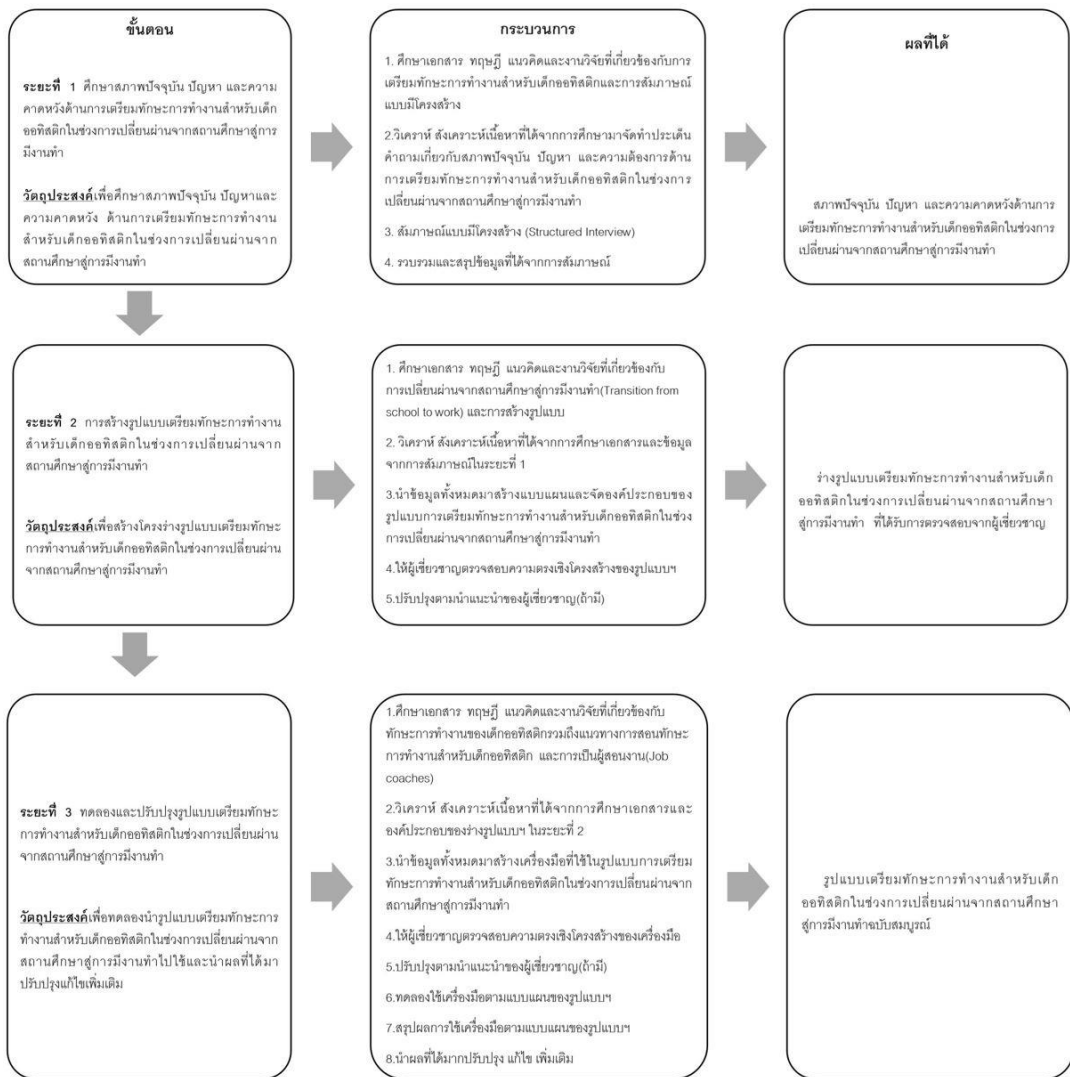 ขั้นตอน
ระยะที่ 1 ศึกษาสภาพปัจจุบัน ปัญหา และความ
คาดหวังด้านการเตรียมทักษะการทำงานสำหรับเด็ก
ออทิสติกในช่วงการเปลี่ยนผ่านจากสถานศึกษาสู่การ
มีงานทำ
วัตถุประสงค์เพื่อศึกษาสภาพปัจจุบัน ปัญหาและ
ความคาดหวัง ด้านการเตรียมทักษะการทำงาน
สำหรับเด็กออทิสติกในช่วงการเปลี่ยนผ่านจาก
สถานศึกษาสู่การมีงานทำ
กระบวนการ
1. ศึกษาเอกสาร ทฤษฎี แนวคิดและงานวิจัยที่เกี่ยวข้องกับการ
เตรียมทักษะการทำงานสำหรับเด็กออทิสติกและการสัมภาษณ์
แบบมีโครงสร้าง
2.วิเคราห์ สังเคราะห์เนื้อหาที่ได้จากการศึกษามาจัดทำประเด็น
คำถามเกี่ยวกับสภาพปัจจุบัน ปัญหา และความต้องการด้าน
การเตรียมทักษะการทำงานสำหรับเด็กออทิสติกในช่วงการ
เปลี่ยนผ่านจากสถานศึกษาสู่การมีงานทำ
3. สัมภาษณ์แบบมีโครงสร้าง (Structured Interview)
4. รวบรวมและสรุปข้อมูลที่ได้จากการสัมภาษณ์
ผลที่ได้
สภาพปัจจุบัน ปัญหา และความคาดหวังด้านการ
เตรียมทักษะการทำงานสำหรับเด็กออทิสติกในช่วงการ
เปลี่ยนผ่านจากสถานศึกษาสู่การมีงานทำ
ระยะที่ 2 การสร้างรูปแบบเตรียมทักษะการทำงาน
สำหรับเด็กออทิสติกในช่วงการเปลี่ยนผ่านจาก
สถานศึกษาสู่การมีงานทำ
วัตถุประสงค์เพื่อสร้างโครงร่างรูปแบบเตรียมทักษะ
การทำงานสำหรับเด็กออทิสติกในช่วงการเปลี่ยนผ่าน
จากสถานศึกษาสู่การมีงานทำ
1. ศึกษาเอกสาร ทฤษฎี แนวคิดและงานวิจัยที่เกี่ยวข้องกับ
การเปลี่ยนผ่านจากสถานศึกษาสู่การมีงานทำ(Transition from
school to work) และการสร้างรูปแบบ
2. วิเคราห์ สังเคราะห์เนื้อหาที่ได้จากการศึกษาเอกสารและข้อมูล
จากการสัมภาษณ์ในระยะที่ 1
3.นำข้อมูลทั้งหมดมาสร้างแบบแผนและจัดองค์ประกอบของ
รูปแบบการเตรียมทักษะการทำงานสำหรับเด็กออทิสติกในช่วง
การเปลี่ยนผ่านจากสถานศึกษาสู่การมีงานทำ
4.ให้ผู้เชี่ยวชาญตรวจสอบความตรงเชิงโครงสร้างของรูปแบบฯ
5.ปรับปรุงตามนำแนะนำของผู้เชี่ยวชาญ(ถ้ามี)
ร่างรูปแบบเตรียมทักษะการทำงานสำหรับเด็ก
ออทิสติกในช่วงการเปลี่ยนผ่านจากสถานศึกษา
สู่การมีงานทำ ที่ได้รับการตรวจสอบจากผู้เชี่ยวชาญ
ระยะที่ 3 ทดลองและปรับปรุงรูปแบบเตรียมทักษะ
การทำงานสำหรับเด็กออทิสติกในช่วงการเปลี่ยนผ่าน
จากสถานศึกษาสู่การมีงานทำ
วัตถุประสงค์เพื่อทดลองนำรูปแบบเตรียมทักษะการ
ทำงานสำหรับเด็กออทิสติกในช่วงการเปลี่ยนผ่านจาก
สถานศึกษาสู่การมีงานทำไปใช้และนำผลที่ได้มา
ปรับปรุงแก้ไขเพิ่มเติม
1.ศึกษาเอกสาร ทฤษฎี แนวคิดและงานวิจัยที่เกี่ยวข้องกับ
ทักษะการทำงานของเด็กออทิสติกรวมถึงแนวทางการสอนทักษะ
การทำงานสำหรับเด็กออทิสติก และการเป็นผู้สอนงาน(Job
coaches)
2.วิเคราห์ สังเคราะห์เนื้อหาที่ได้จากการศึกษาเอกสารและ
องค์ประกอบของร่างรูปแบบฯ ในระยะที่ 2
3.นำข้อมูลทั้งหมดมาสร้างเครื่องมือที่ใช้ในรูปแบบการเตรียม
ทักษะการทำงานสำหรับเด็กออทิสติกในช่วงการเปลี่ยนผ่านจาก
สถานศึกษาสู่การมีงานทำ
4.ให้ผู้เชี่ยวชาญตรวจสอบความตรงเชิงโครงสร้างของเครื่องมือ
5.ปรับปรุงตามนำแนะนำของผู้เชี่ยวชาญ(ถ้ามี)
6.ทดลองใช้เครื่องมือตามแบบแผนของรูปแบบฯ
7.สรุปผลการใช้เครื่องมือตามแบบแผนของรูปแบบฯ
8.นำผลที่ได้มากปรับปรุง แก้ไข เพิ่มเติม
รูปแบบเตรียมทักษะการทำงานสำหรับเด็ก
ออทิสติกในช่วงการเปลี่ยนผ่านจากสถานศึกษา
สู่การมีงานทำฉบับสมบูรณ์